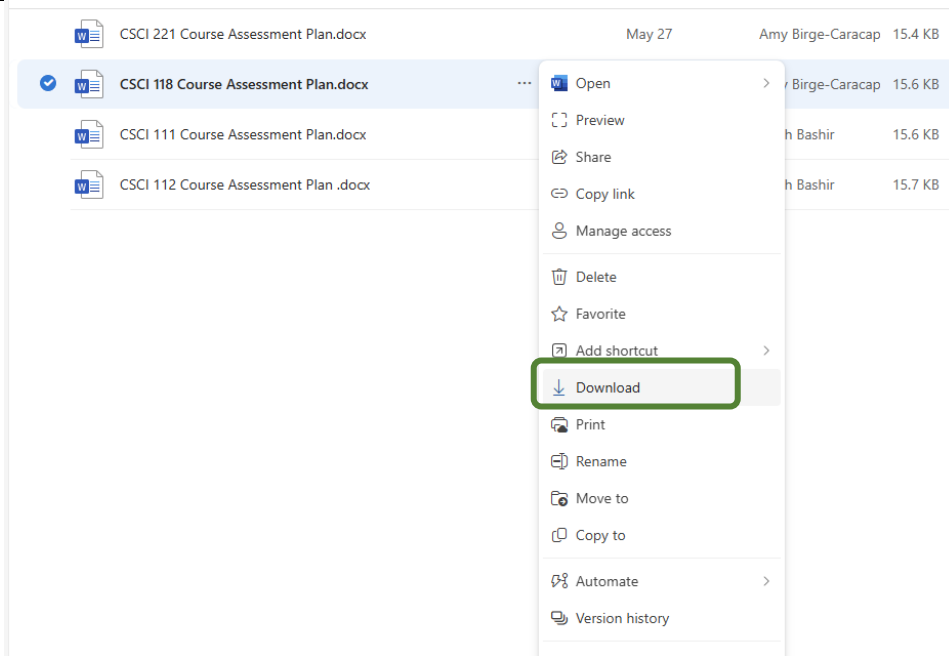 CSCI 221 Course Assessment Plan.docx May 27 Amy Birge-Caracap 15.4 KB
CSCI 118 Course Assessment Plan.docx ... Birge-Caracap 15.6 KB
CSCI 111 Course Assessment Plan.docx Bashir 15.6 KB
CSCI 112 Course Assessment Plan .docx Bashir 15.7 KB
Open
Preview
Share
Copy link
Manage access
Delete
Favorite
Add shortcut
Download
Print
Rename
Move to
Copy to
Automate
Version history